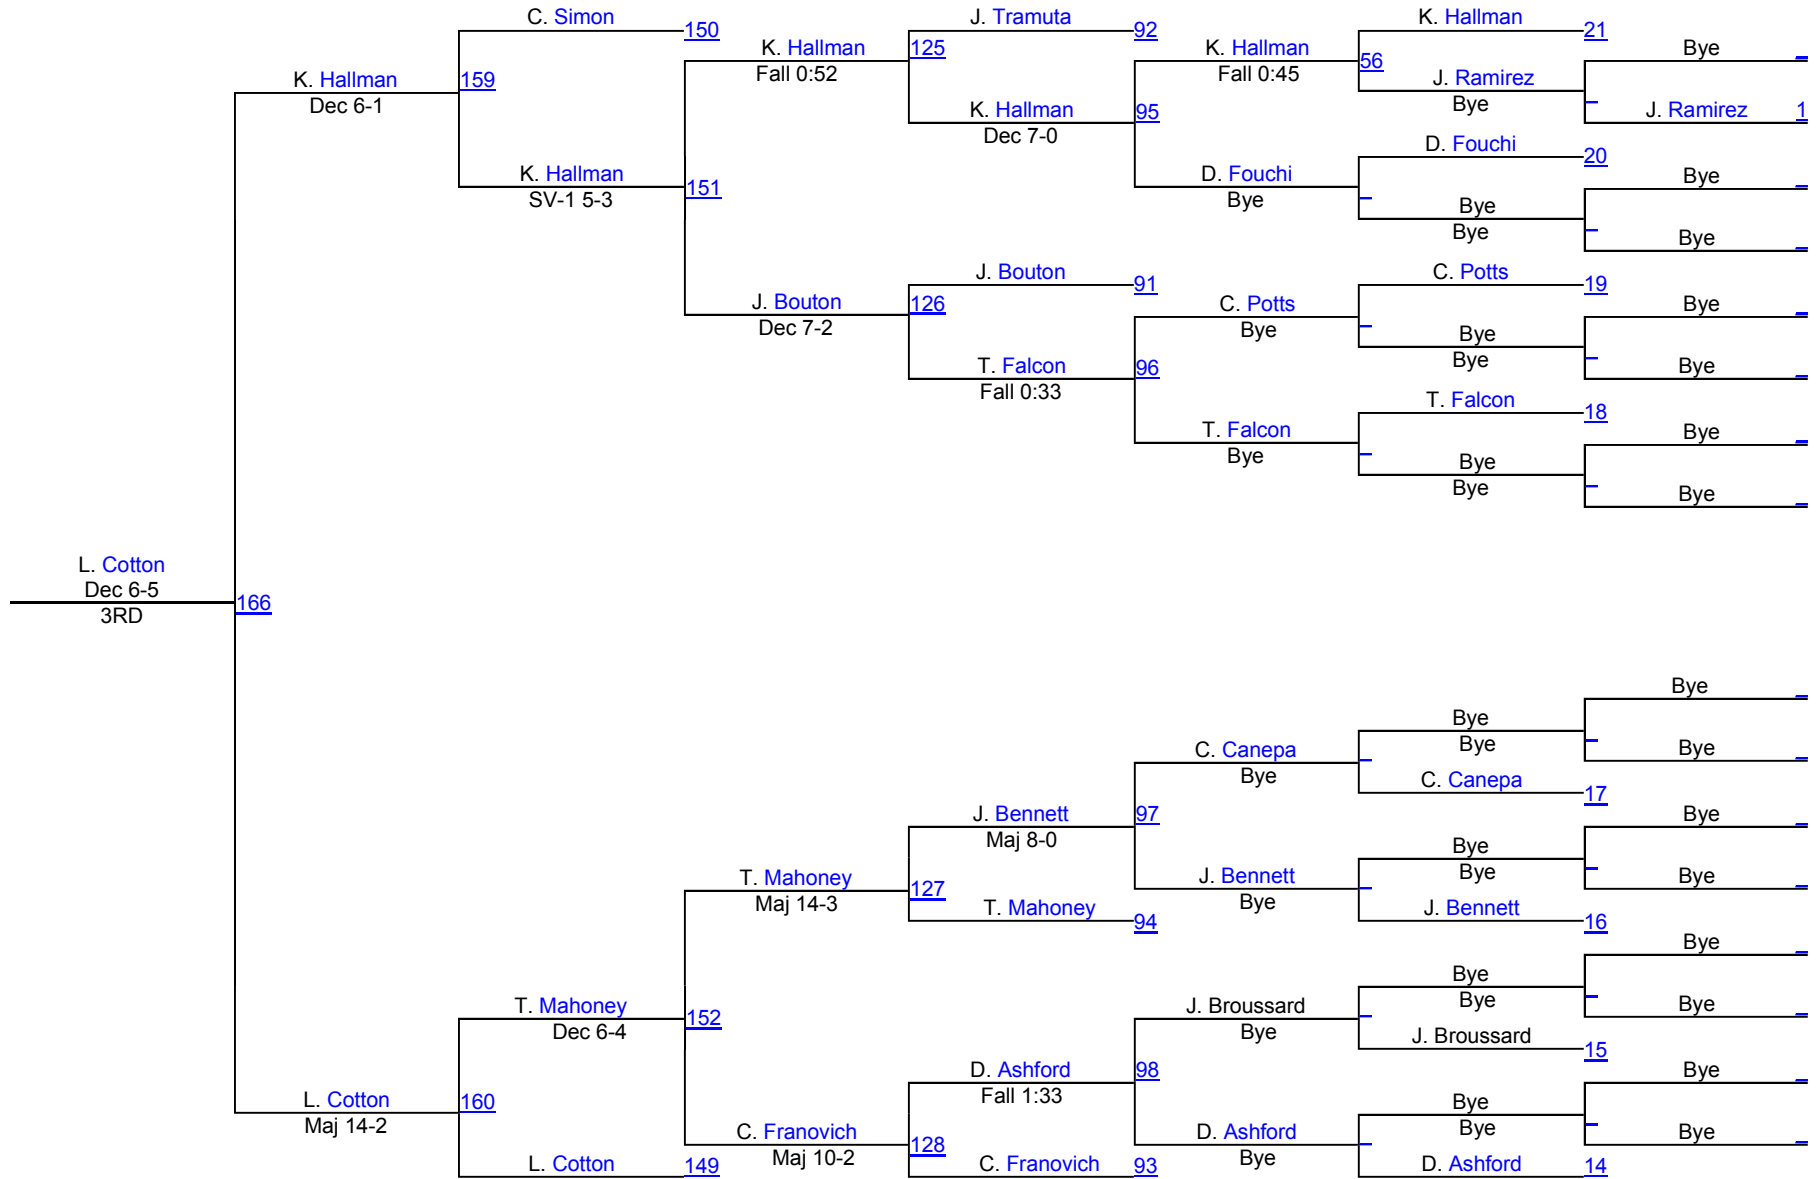 C. Simon
150
K. Hallman
Dec 6-1
159
K. Hallman
SV-1 5-3
151
K. Hallman
Fall 0:52
125
J. Tramuta
92
K. Hallman
Dec 7-0
95
K. Hallman
Fall 0:45
56
K. Hallman
21
J. Ramirez
Bye
Bye
J. Ramirez
1
D. Fouchi
Bye
D. Fouchi
20
Bye
Bye
Bye
Bye
J. Bouton
Dec 7-2
126
J. Bouton
91
T. Falcon
Fall 0:33
96
C. Potts
Bye
C. Potts
19
Bye
Bye
Bye
Bye
T. Falcon
Bye
T. Falcon
18
Bye
Bye
Bye
Bye
L. Cotton
Dec 6-5
3RD
166
Bye
Bye
Bye
Bye
C. Canepa
Bye
C. Canepa
17
J. Bennett
Maj 8-0
97
Bye
Bye
Bye
Bye
J. Bennett
Bye
J. Bennett
16
T. Mahoney
Maj 14-3
127
T. Mahoney
94
T. Mahoney
Dec 6-4
152
Bye
Bye
Bye
Bye
J. Broussard
Bye
J. Broussard
15
D. Ashford
Fall 1:33
98
Bye
Bye
Bye
Bye
D. Ashford
Bye
D. Ashford
14
L. Cotton
Maj 14-2
160
C. Franovich
Maj 10-2
128
C. Franovich
93
L. Cotton
149